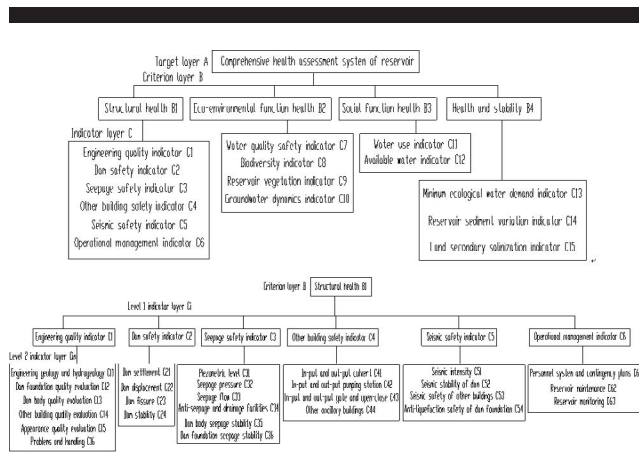 Target layer A
Comprehensive health assessment system of reservoir
Criterion layer B
Structural health B1
Eco-environmental function health B2
Social function health B3
Health and stability B4
Indicator layer C
Engineering quality indicator C1
Dam safety indicator C2
Seepage safety indicator C3
Other building safety indicator C4
Seismic safety indicator C5
Operational management indicator C6
Water quality safety indicator C7
Biodiversity indicator C8
Reservoir vegetation indicator C9
Groundwater dynamics indicator C10
Water use indicator C11
Available water indicator C12
Minimum ecological water demand indicator C13
Reservoir sediment variation indicator C14
Land secondary salinization indicator C15
Criterion layer B
Structural health B1
Level 1 indicator layer Ci
Engineering quality indicator C1
Dam safety indicator C2
Seepage safety indicator C3
Other building safety indicator C4
Seismic safety indicator C5
Operational management indicator C6
Level 2 indicator layer Cin
Engineering geology and hydrogeology C11
Dam foundation quality evaluation C12
Dam body quality evaluation C13
Other building quality evaluation C14
Appearance quality evaluation C15
Problems and handling C16
Dam settlement C21
Dam displacement C22
Dam fissure C23
Dam stability C24
Piezometric level C31
Seepage pressure C32
Seepage flow C33
Anti-seepage and drainage facilities C34
Dam body seepage stability C35
Dam foundation seepage stability C36
In-put and out-put culvert C41
In-put and out-put pumping station C42
In-put and out-put gate and open-close C43
Other ancillary buildings C44
Seismic intensity C51
Seismic stability of dam C52
Seismic safety of other buildings C53
Anti-liquefaction safety of dam foundation C54
Personnel system and contingency plans C6
Reservoir maintenance C62
Reservoir monitoring C63